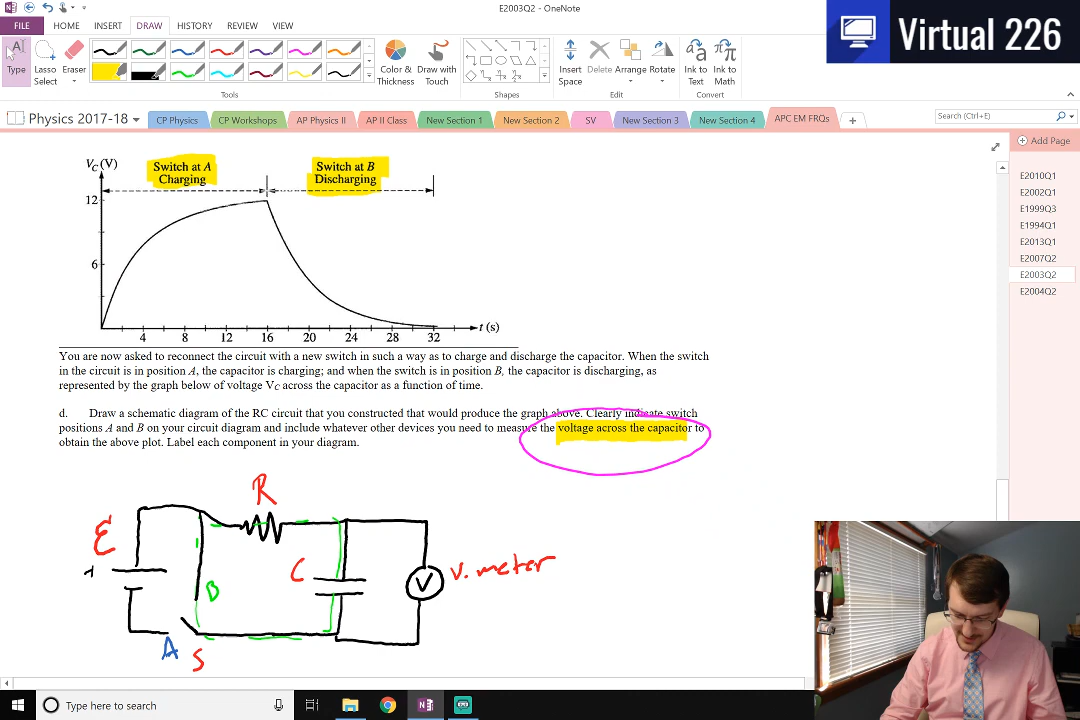 E2003Q2 - OneNote
Virtual 226
FILE HOME INSERT DRAW HISTORY REVIEW VIEW
Type
Lasso Select
Eraser
Color & Thickness
Draw with Touch
Insert Space
Delete
Arrange
Rotate
Ink to Text
Ink to Math
Tools
Shapes
Edit
Convert
Physics 2017-18
CP Physics
CP Workshops
AP Physics II
AP II Class
New Section 1
New Section 2
SV
New Section 3
New Section 4
APC EM FRQs
Search (Ctrl+E)
Add Page
E2010Q1
E2002Q1
E1999Q3
E1994Q1
E2013Q1
E2007Q2
E2003Q2
E2004Q2
VC (V)
Switch at A
Charging
Switch at B
Discharging
12
6
4 8 12 16 20 24 28 32
t (s)
You are now asked to reconnect the circuit with a new switch in such a way as to charge and discharge the capacitor. When the switch
in the circuit is in position A, the capacitor is charging; and when the switch is in position B, the capacitor is discharging, as
represented by the graph below of voltage VC across the capacitor as a function of time.
d. Draw a schematic diagram of the RC circuit that you constructed that would produce the graph above. Clearly indicate switch
positions A and B on your circuit diagram and include whatever other devices you need to measure the voltage across the capacitor to
obtain the above plot. Label each component in your diagram.
R
ε
+
C
B
V
v. meter
A
S
Type here to search